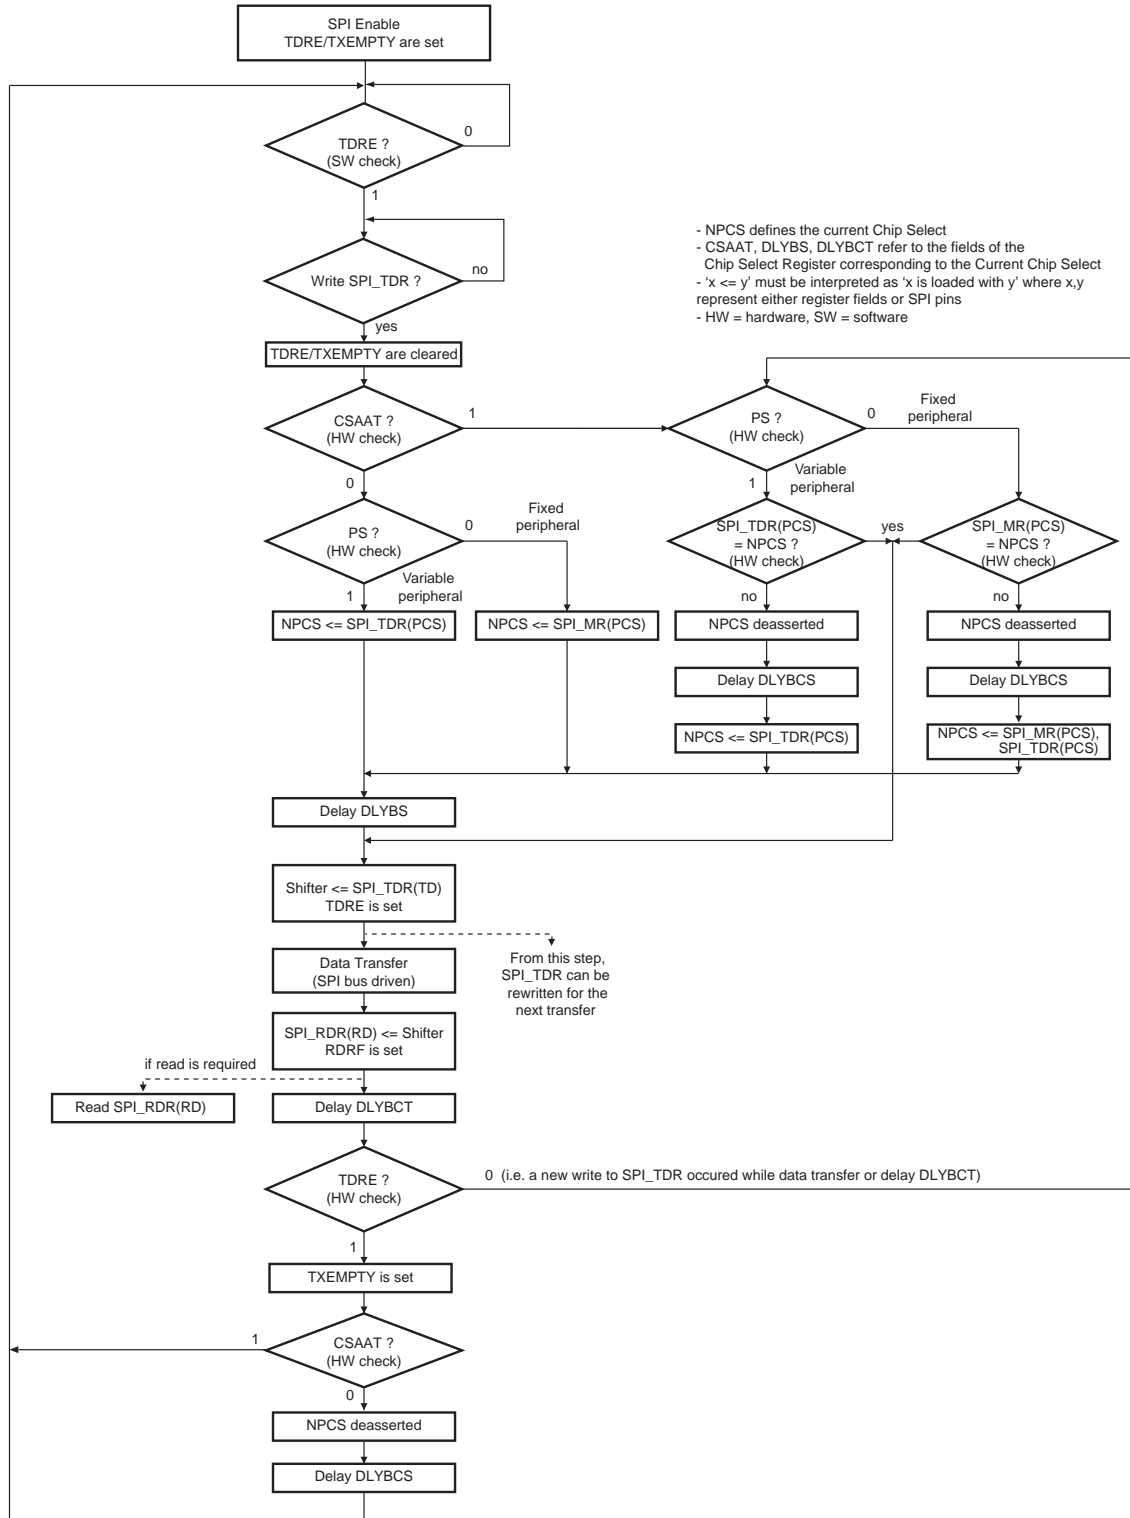 SPI Enable
TDRE/TXEMPTY are set
TDRE ?
(SW check)
0
1
Write SPI_TDR ?
no
yes
- NPCS defines the current Chip Select
- CSAAT, DLYBS, DLYBCT refer to the fields of the
Chip Select Register corresponding to the Current Chip Select
- ‘x <= y’ must be interpreted as ‘x is loaded with y’ where x,y
represent either register fields or SPI pins
- HW = hardware, SW = software
TDRE/TXEMPTY are cleared
CSAAT ?
(HW check)
1
0
PS ?
(HW check)
0
Fixed
peripheral
1
Variable
peripheral
PS ?
(HW check)
0
Fixed
peripheral
1
Variable
peripheral
SPI_TDR(PCS)
= NPCS ?
(HW check)
yes
no
SPI_MR(PCS)
= NPCS ?
(HW check)
no
NPCS <= SPI_TDR(PCS)
NPCS <= SPI_MR(PCS)
NPCS deasserted
NPCS deasserted
Delay DLYBCS
Delay DLYBCS
NPCS <= SPI_TDR(PCS)
NPCS <= SPI_MR(PCS),
SPI_TDR(PCS)
Delay DLYBS
Shifter <= SPI_TDR(TD)
TDRE is set
Data Transfer
(SPI bus driven)
From this step,
SPI_TDR can be
rewritten for the
next transfer
SPI_RDR(RD) <= Shifter
RDRF is set
if read is required
Read SPI_RDR(RD)
Delay DLYBCT
TDRE ?
(HW check)
0 (i.e. a new write to SPI_TDR occured while data transfer or delay DLYBCT)
1
TXEMPTY is set
CSAAT ?
(HW check)
1
0
NPCS deasserted
Delay DLYBCS